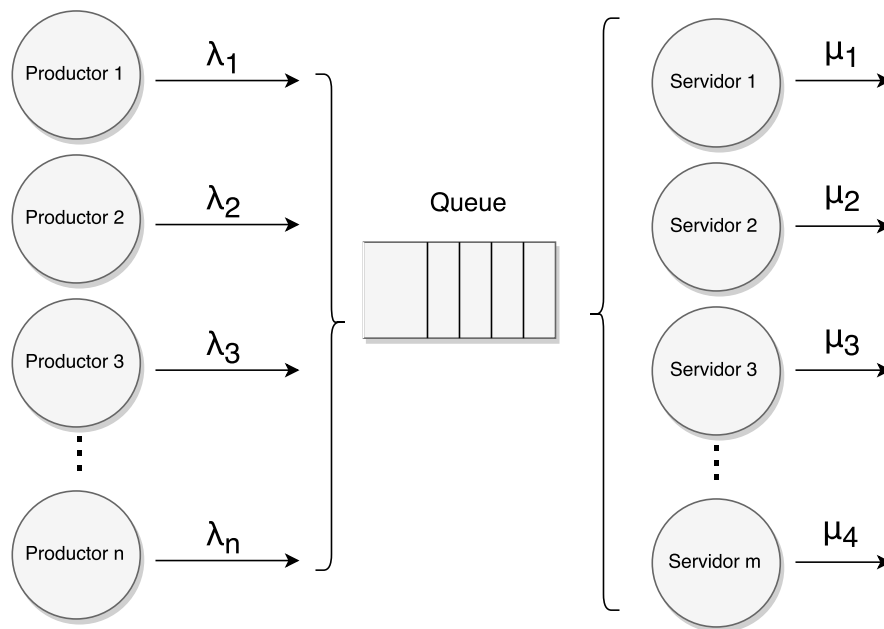 Productor 1
λ1
Productor 2
λ2
Productor 3
λ3
Productor n
λn
Queue
Servidor 1
μ1
Servidor 2
μ2
Servidor 3
μ3
Servidor m
μ4